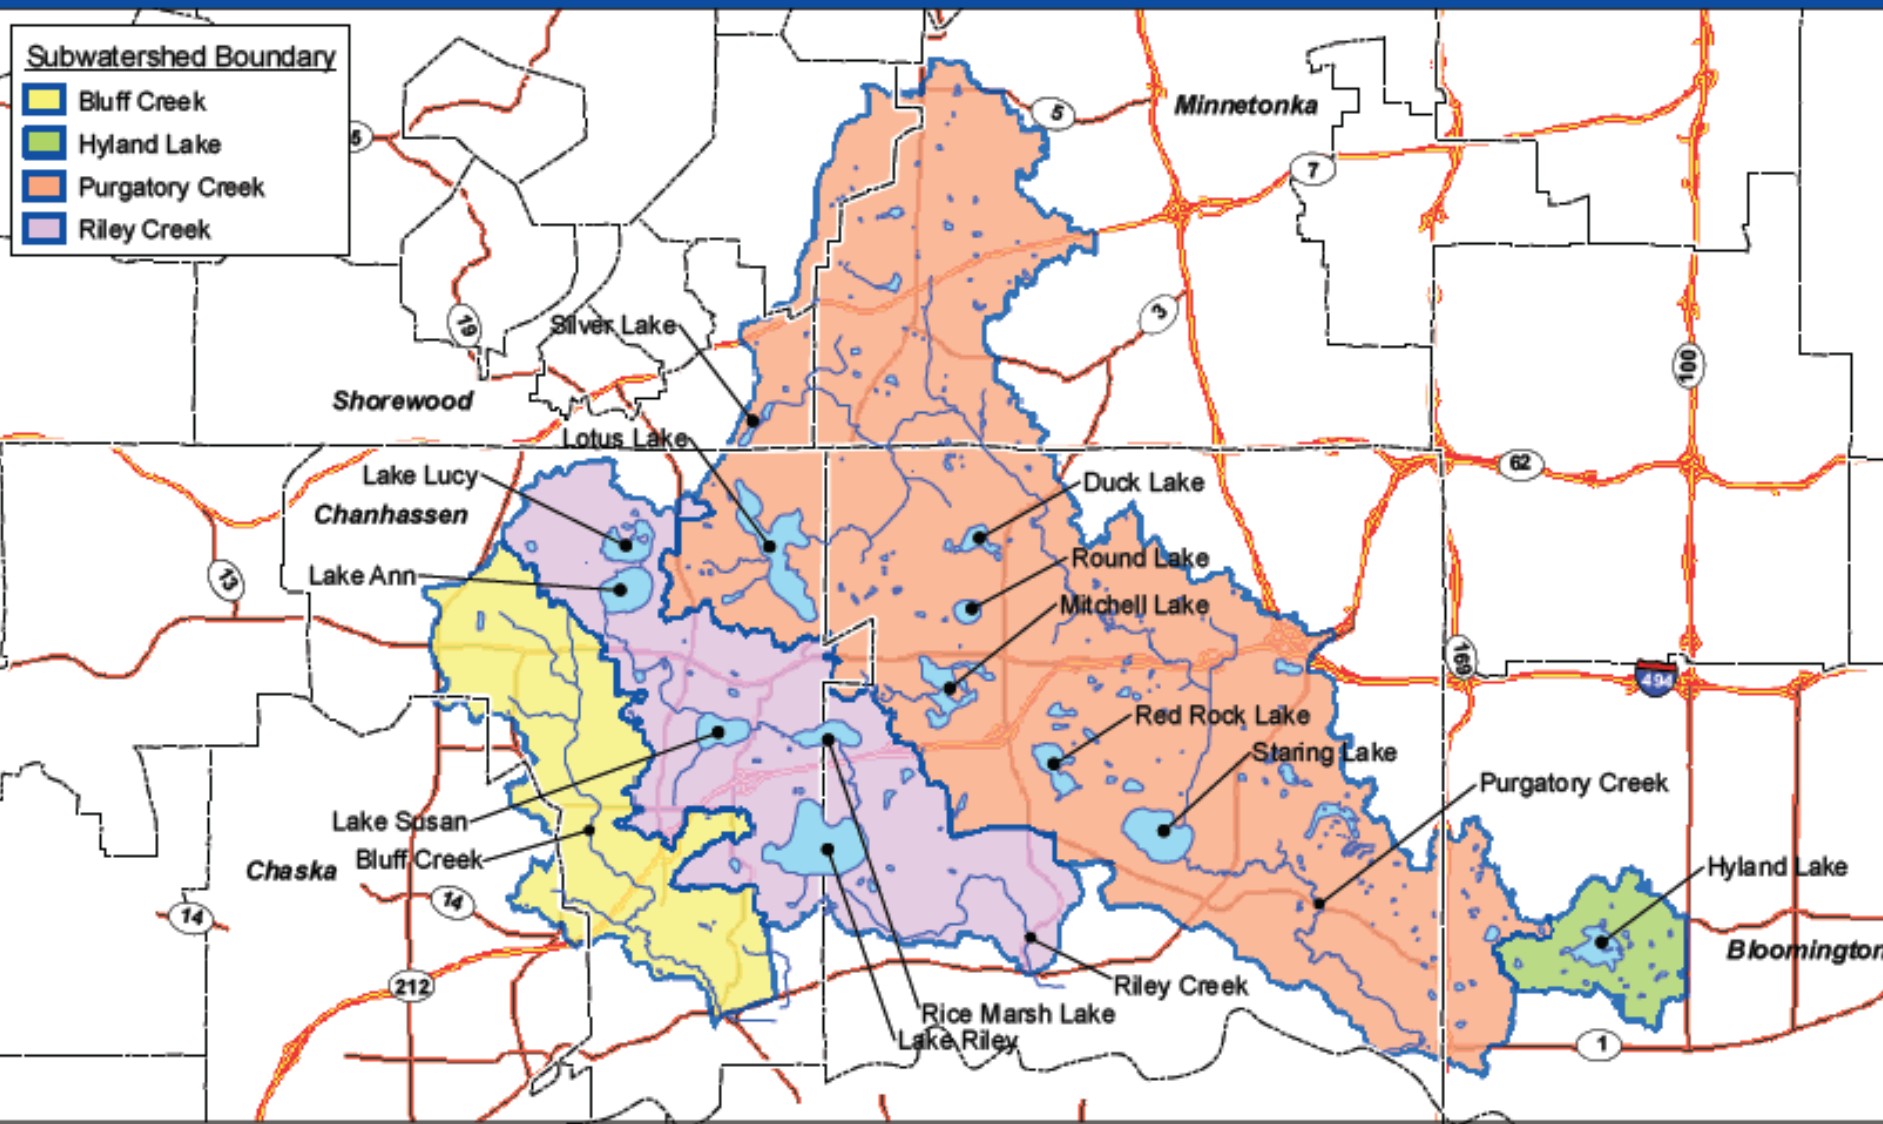 Subwatershed Boundary
Bluff Creek
Hyland Lake
Purgatory Creek
Riley Creek
5
5
Minnetonka
7
19
3
Silver Lake
100
Shorewood
Lotus Lake
62
Lake Lucy
Duck Lake
Chanhassen
Round Lake
Lake Ann
13
Mitchell Lake
169
494
Red Rock Lake
Staring Lake
Purgatory Creek
Lake Susan
Bluff Creek
Chaska
Hyland Lake
14
14
Bloomington
212
Riley Creek
Rice Marsh Lake
Lake Riley
1